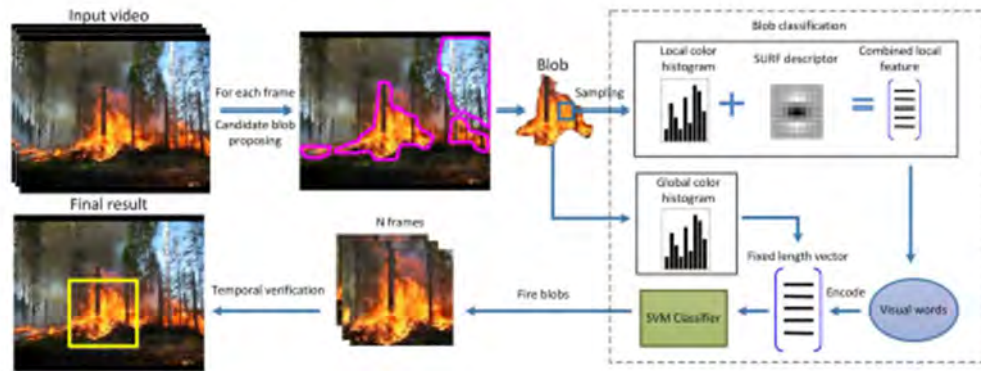 Input video
For each frame
Candidate blob
proposing
Blob
Sampling
Blob classification
Local color
histogram
SURF descriptor
Combined local
feature
Global color
histogram
Fixed length vector
Encode
Visual words
SVM Classifier
Fire blobs
N frames
Temporal verification
Final result